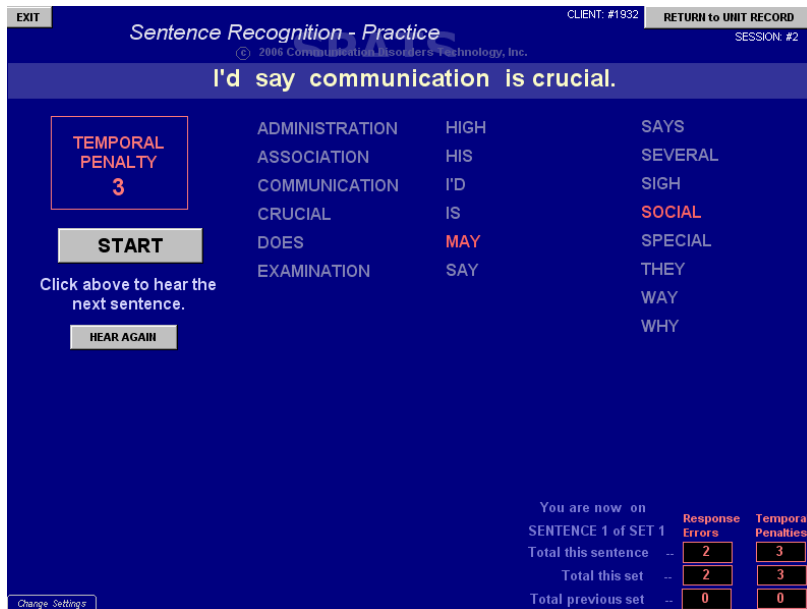 EXIT
CLIENT: #1932
RETURN to UNIT RECORD
Sentence Recognition - Practice
SESSION: #2
SPATS
© 2006 Communication Disorders Technology, Inc.
I'd say communication is crucial.
TEMPORAL
PENALTY
3
START
Click above to hear the
next sentence.
HEAR AGAIN
ADMINISTRATION
ASSOCIATION
COMMUNICATION
CRUCIAL
DOES
EXAMINATION
HIGH
HIS
I'D
IS
MAY
SAY
SAYS
SEVERAL
SIGH
SOCIAL
SPECIAL
THEY
WAY
WHY
You are now on
SENTENCE 1 of SET 1
Response Tempora
Errors Penalties
Total this sentence -- 2 3
Total this set -- 2 3
Total previous set -- 0 0
Change Settings